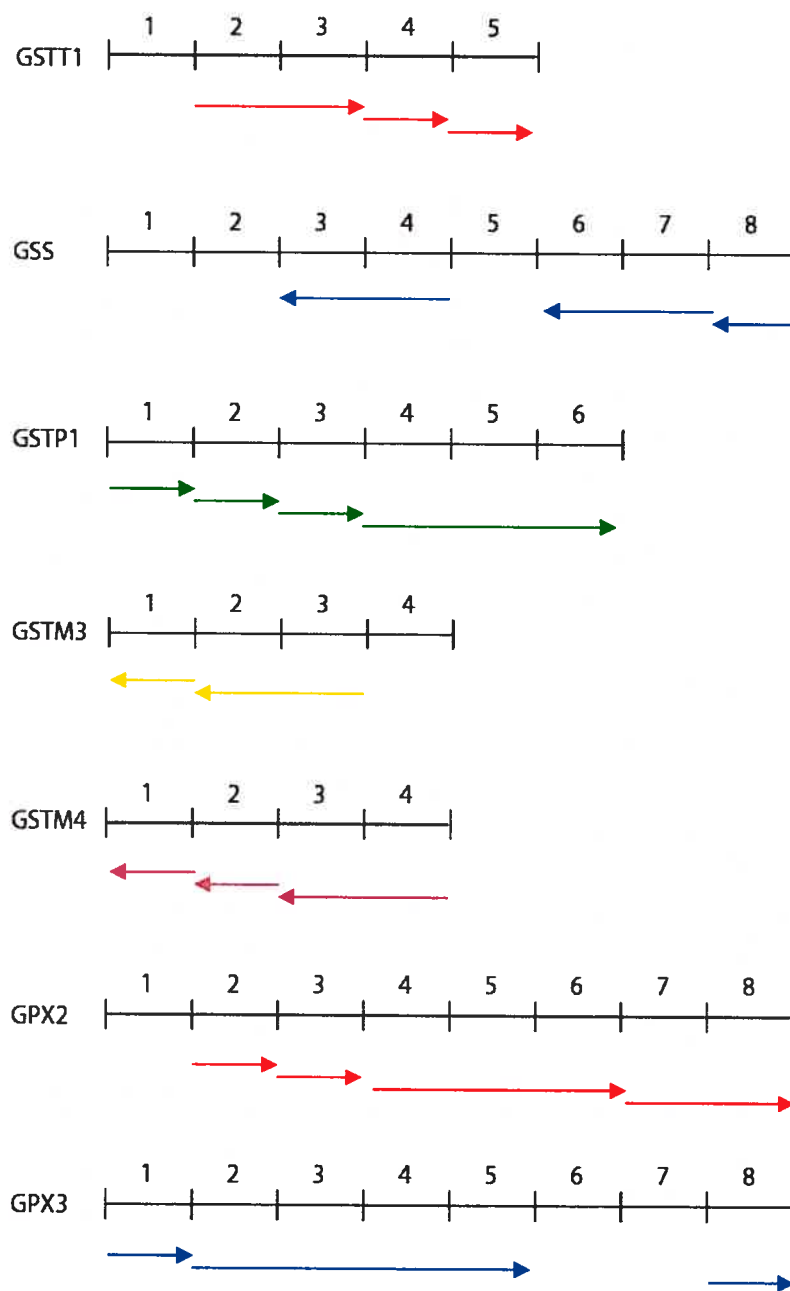 1 2 3 4 5
GSTT1
1 2 3 4 5 6 7 8
GSS
1 2 3 4 5 6
GSTP1
1 2 3 4
GSTM3
1 2 3 4
GSTM4
1 2 3 4 5 6 7 8
GPX2
1 2 3 4 5 6 7 8
GPX3